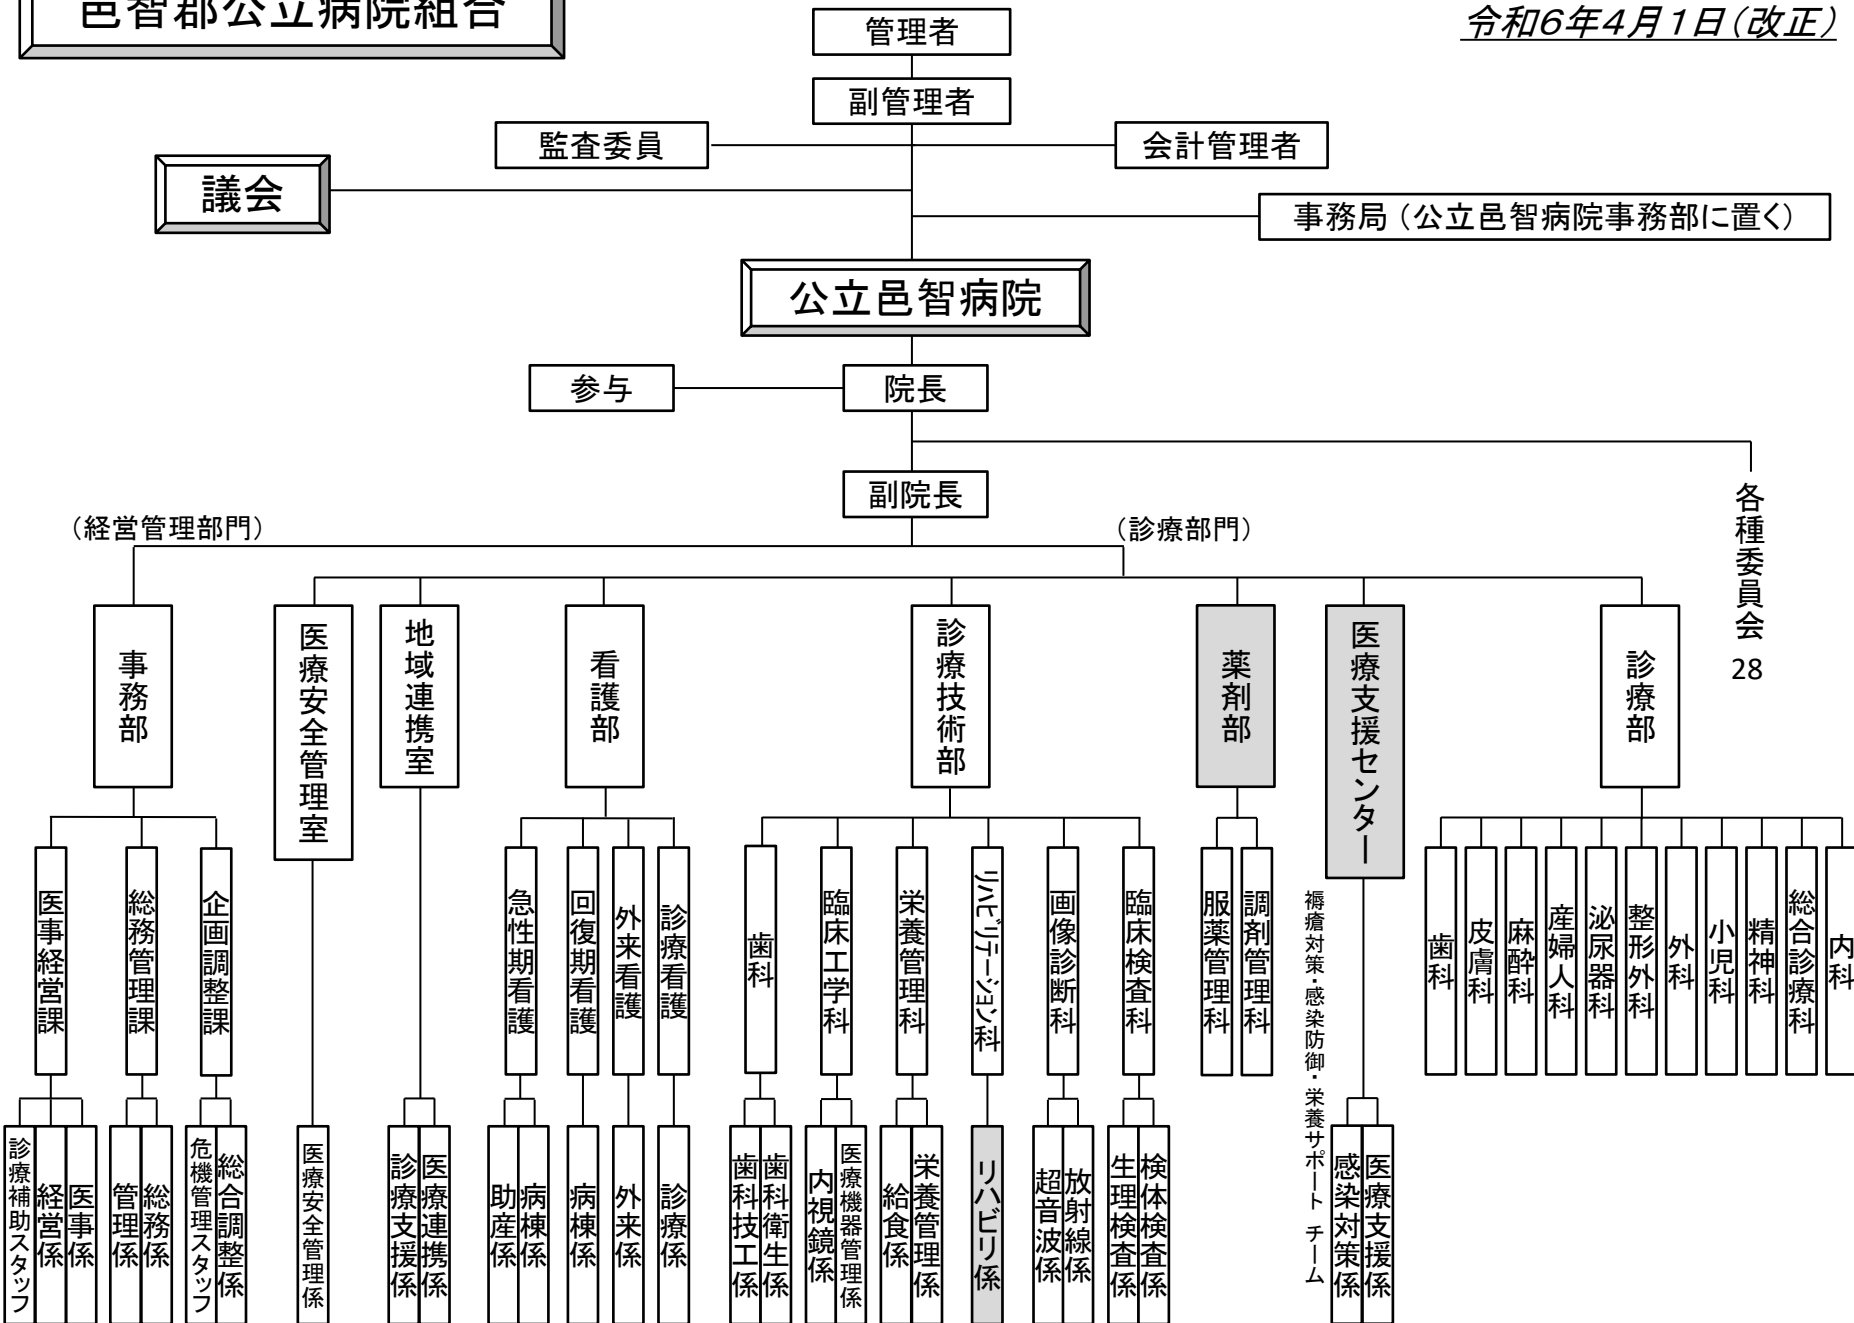 邑智郡公立病院組合
令和6年4月1日(改正)
管理者
副管理者
監査委員
会計管理者
議会
事務局(公立邑智病院事務部に置く)
公立邑智病院
参与
院長
副院長
各種委員会
28
(経営管理部門)
(診療部門)
事務部
医療安全管理室
地域連携室
看護部
診療技術部
薬剤部
医療支援センター
診療部
医事経営課
総務管理課
企画調整課
急性期看護
回復期看護
外来看護
診療看護
歯科
臨床工学科
栄養管理科
リハビリテーション科
画像診断科
臨床検査科
服薬管理科
調剤管理科
褥瘡対策・感染防御・栄養サポート チーム
歯科
皮膚科
麻酔科
産婦人科
泌尿器科
整形外科
外科
小児科
精神科
総合診療科
内科
診療補助スタッフ
経営係
医事係
管理係
総務係
危機管理スタッフ
総合調整係
医療安全管理係
診療支援係
医療連携係
助産係
病棟係
病棟係
外来係
診療係
歯科技工係
歯科衛生係
内視鏡係
医療機器管理係
給食係
栄養管理係
リハビリ係
超音波係
放射線係
生理検査係
検体検査係
感染対策係
医療支援係